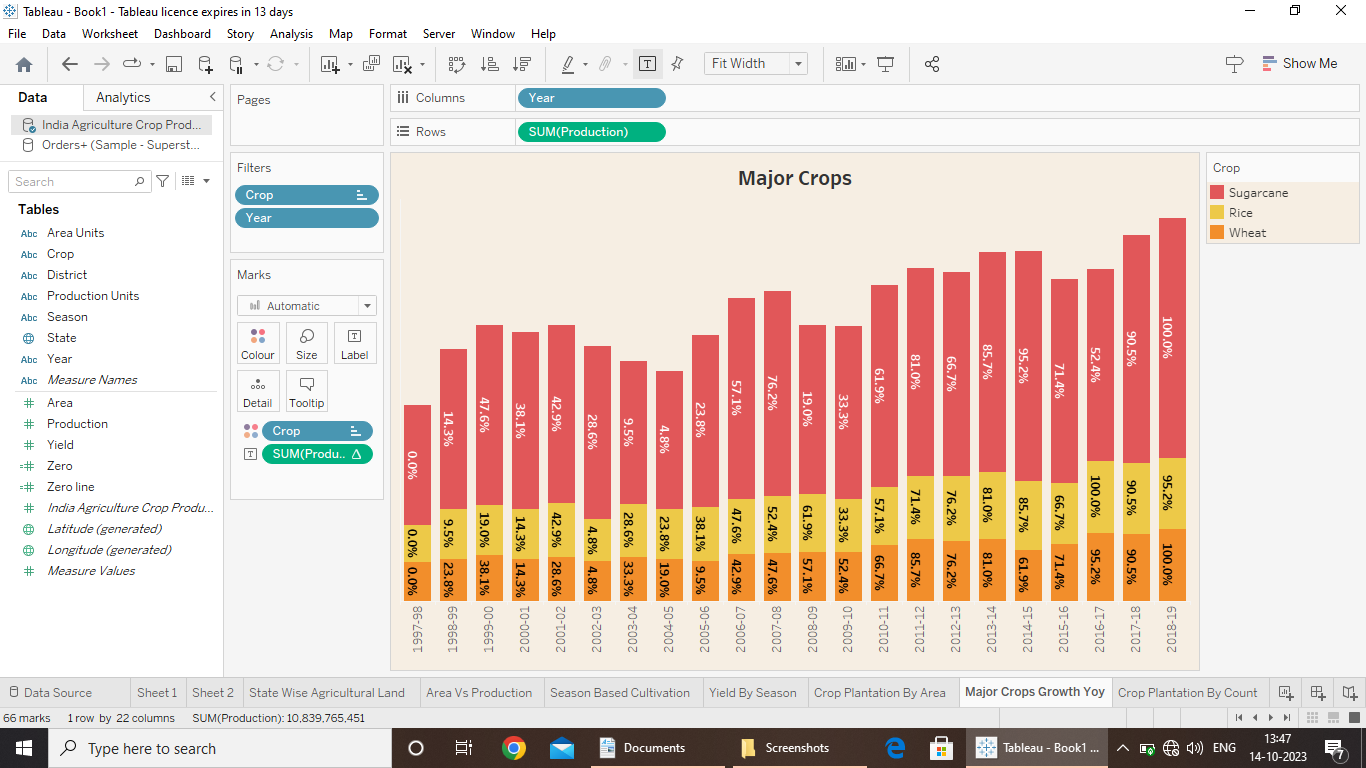 Tableau - Book1 - Tableau licence expires in 13 days
File Data Worksheet Dashboard Story Analysis Map Format Server Window Help
Fit Width
Show Me
Data Analytics
India Agriculture Crop Prod...
Orders+ (Sample - Superst...
Search
Tables
Abc Area Units
Abc Crop
Abc District
Abc Production Units
Abc Season
State
Abc Year
Abc Measure Names
# Area
# Production
# Yield
=# Zero
=# Zero line
# India Agriculture Crop Produ...
Latitude (generated)
Longitude (generated)
# Measure Values
Pages
Filters
Crop
Year
Marks
Automatic
Colour Size Label
Detail Tooltip
Crop
SUM(Produ.. Δ
Columns Year
Rows SUM(Production)
Major Crops
0.0% 14.3% 47.6% 38.1% 42.9% 28.6% 9.5% 4.8% 23.8% 57.1% 76.2% 19.0% 33.3% 61.9% 81.0% 66.7% 85.7% 95.2% 71.4% 52.4% 90.5% 100.0%
0.0% 9.5% 19.0% 14.3% 42.9% 4.8% 28.6% 23.8% 38.1% 47.6% 52.4% 61.9% 33.3% 57.1% 71.4% 76.2% 81.0% 85.7% 66.7% 100.0% 90.5% 95.2%
0.0% 23.8% 38.1% 14.3% 28.6% 4.8% 33.3% 19.0% 9.5% 42.9% 47.6% 57.1% 52.4% 66.7% 85.7% 76.2% 81.0% 61.9% 71.4% 95.2% 90.5% 100.0%
1997-98 1998-99 1999-00 2000-01 2001-02 2002-03 2003-04 2004-05 2005-06 2006-07 2007-08 2008-09 2009-10 2010-11 2011-12 2012-13 2013-14 2014-15 2015-16 2016-17 2017-18 2018-19
Crop
Sugarcane
Rice
Wheat
Data Source Sheet 1 Sheet 2 State Wise Agricultural Land Area Vs Production Season Based Cultivation Yield By Season Crop Plantation By Area Major Crops Growth Yoy Crop Plantation By Count
66 marks 1 row by 22 columns SUM(Production): 10,839,765,451
Type here to search
Documents
Screenshots
Tableau - Book1 ...
ENG
13:47
14-10-2023
7